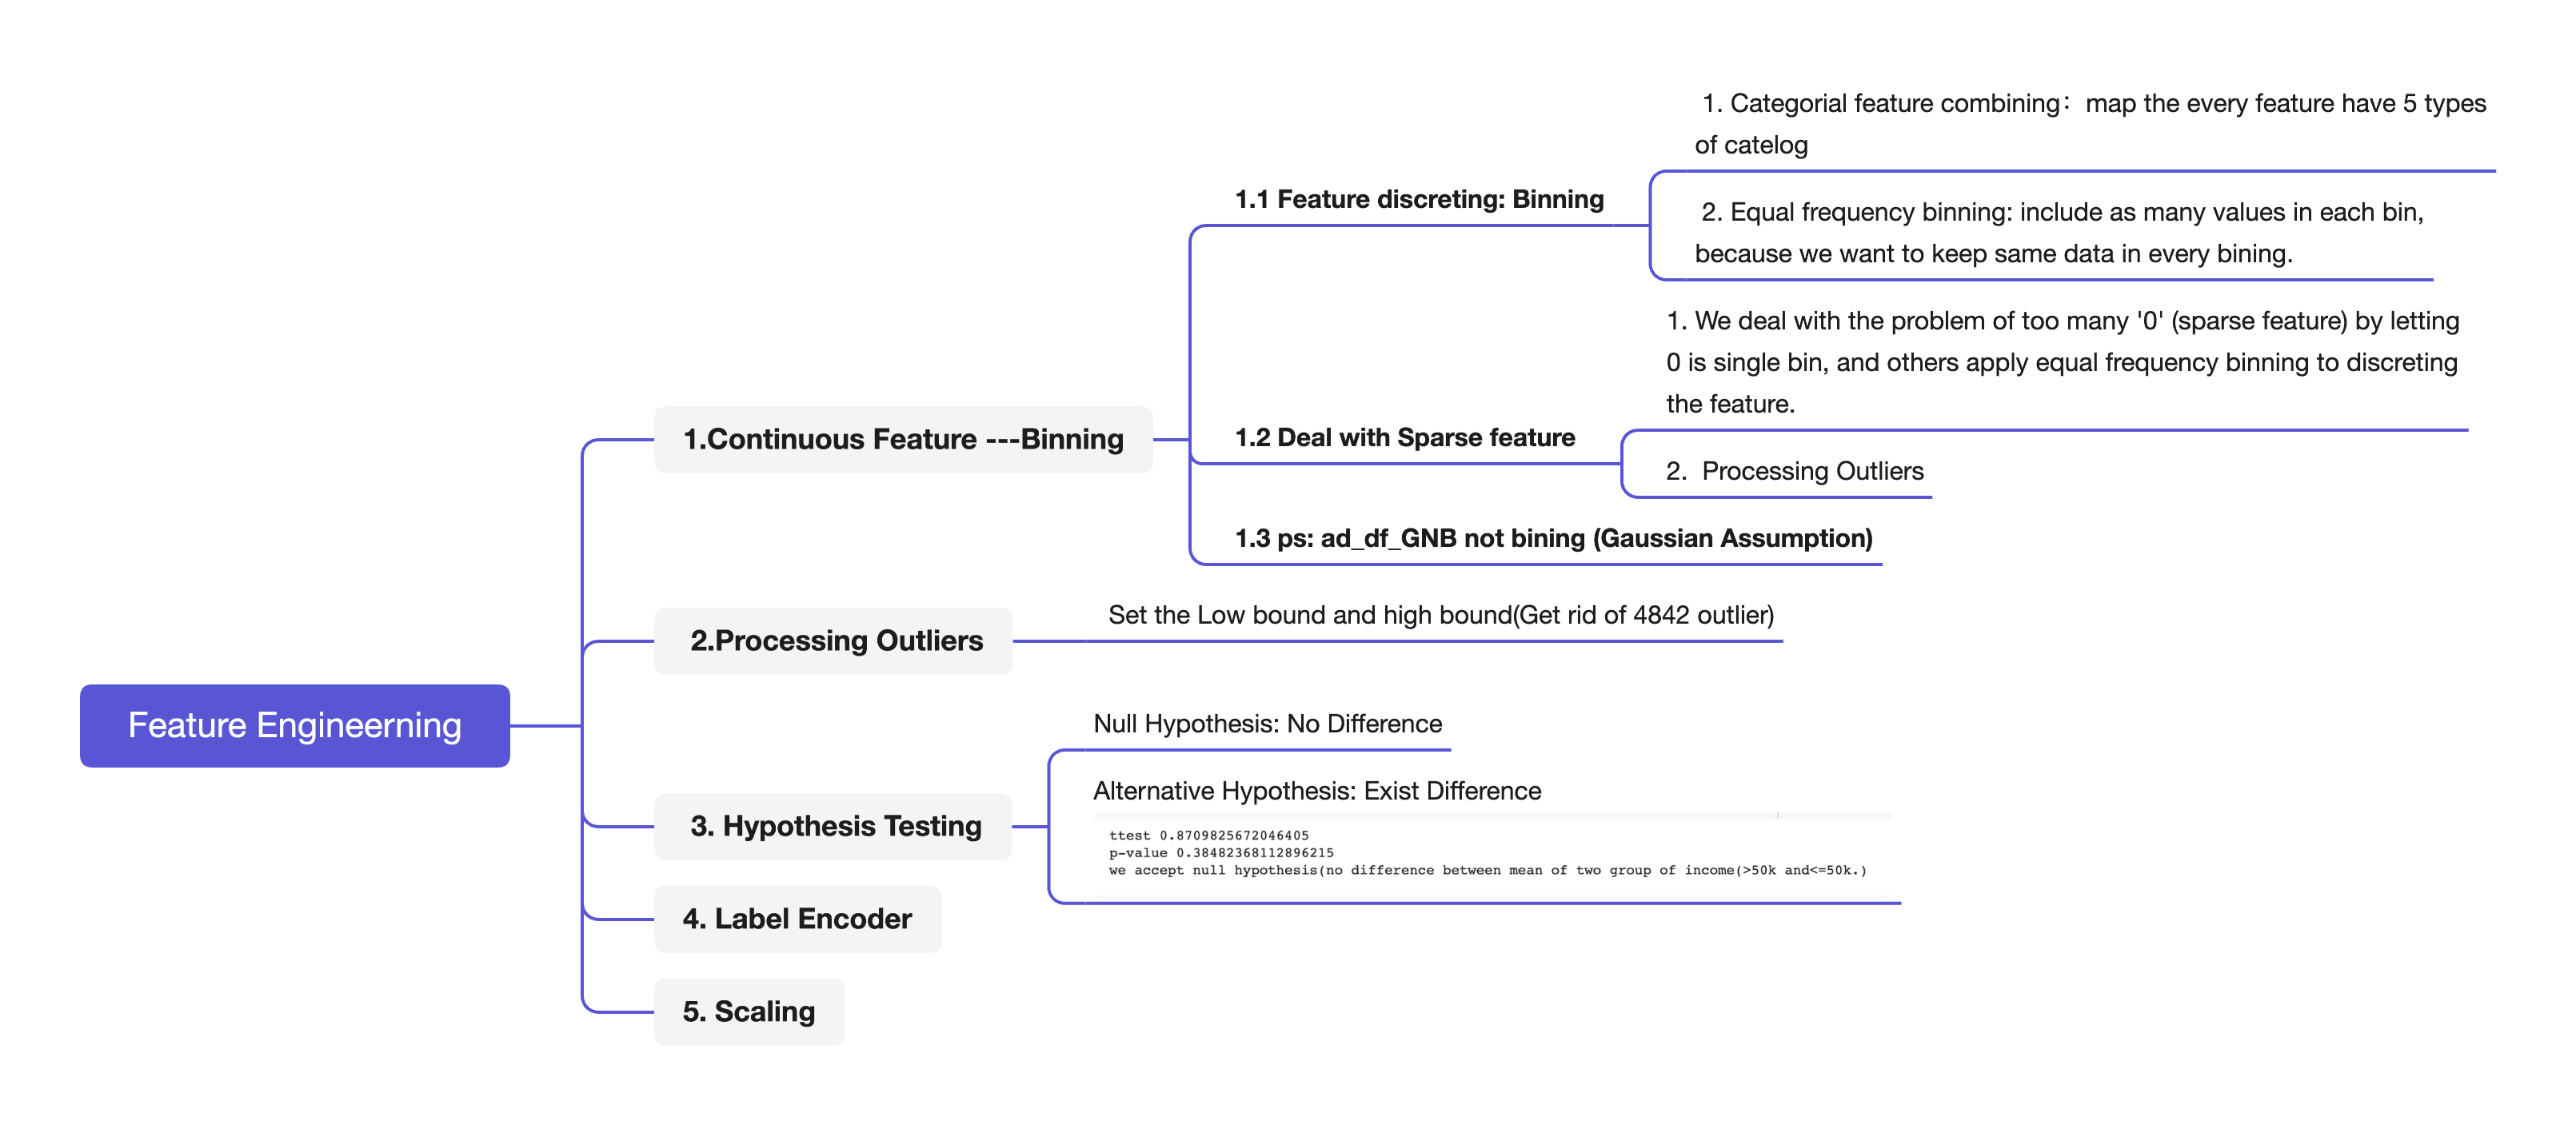 Feature Engineerning
1.Continuous Feature ---Binning
1.1 Feature discreting: Binning
1. Categorial feature combining：map the every feature have 5 types
of catelog
2. Equal frequency binning: include as many values in each bin,
because we want to keep same data in every bining.
1.2 Deal with Sparse feature
1. We deal with the problem of too many '0' (sparse feature) by letting
0 is single bin, and others apply equal frequency binning to discreting
the feature.
2. Processing Outliers
1.3 ps: ad_df_GNB not bining (Gaussian Assumption)
2.Processing Outliers
Set the Low bound and high bound(Get rid of 4842 outlier)
3. Hypothesis Testing
Null Hypothesis: No Difference
Alternative Hypothesis: Exist Difference
ttest 0.8709825672046405
p-value 0.38482368112896215
we accept null hypothesis(no difference between mean of two group of income(>50k and<=50k.)
4. Label Encoder
5. Scaling